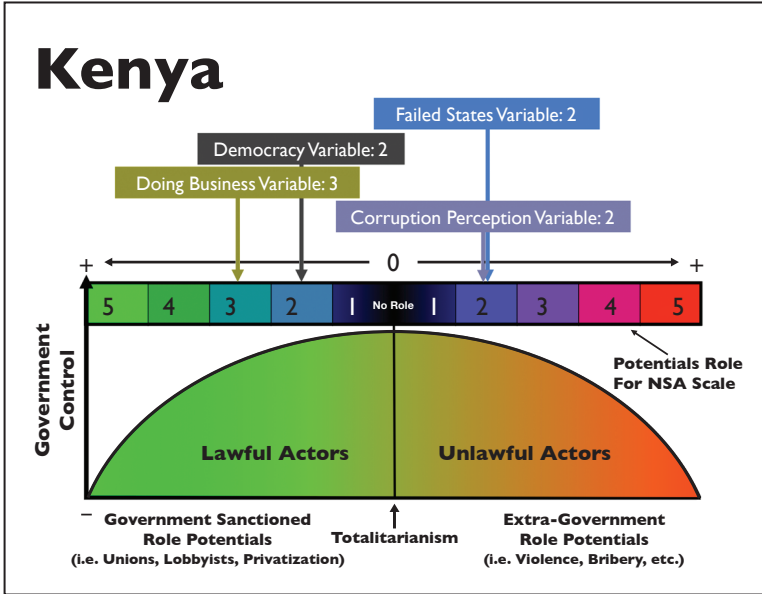 Kenya
Failed States Variable: 2
Democracy Variable: 2
Doing Business Variable: 3
Corruption Perception Variable: 2
+ 0 +
5 4 3 2 1 No Role 1 2 3 4 5
Potentials Role
For NSA Scale
Government
Control
Lawful Actors Unlawful Actors
–
Government Sanctioned
Role Potentials
(i.e. Unions, Lobbyists, Privatization)
Totalitarianism
Extra-Government
Role Potentials
(i.e. Violence, Bribery, etc.)